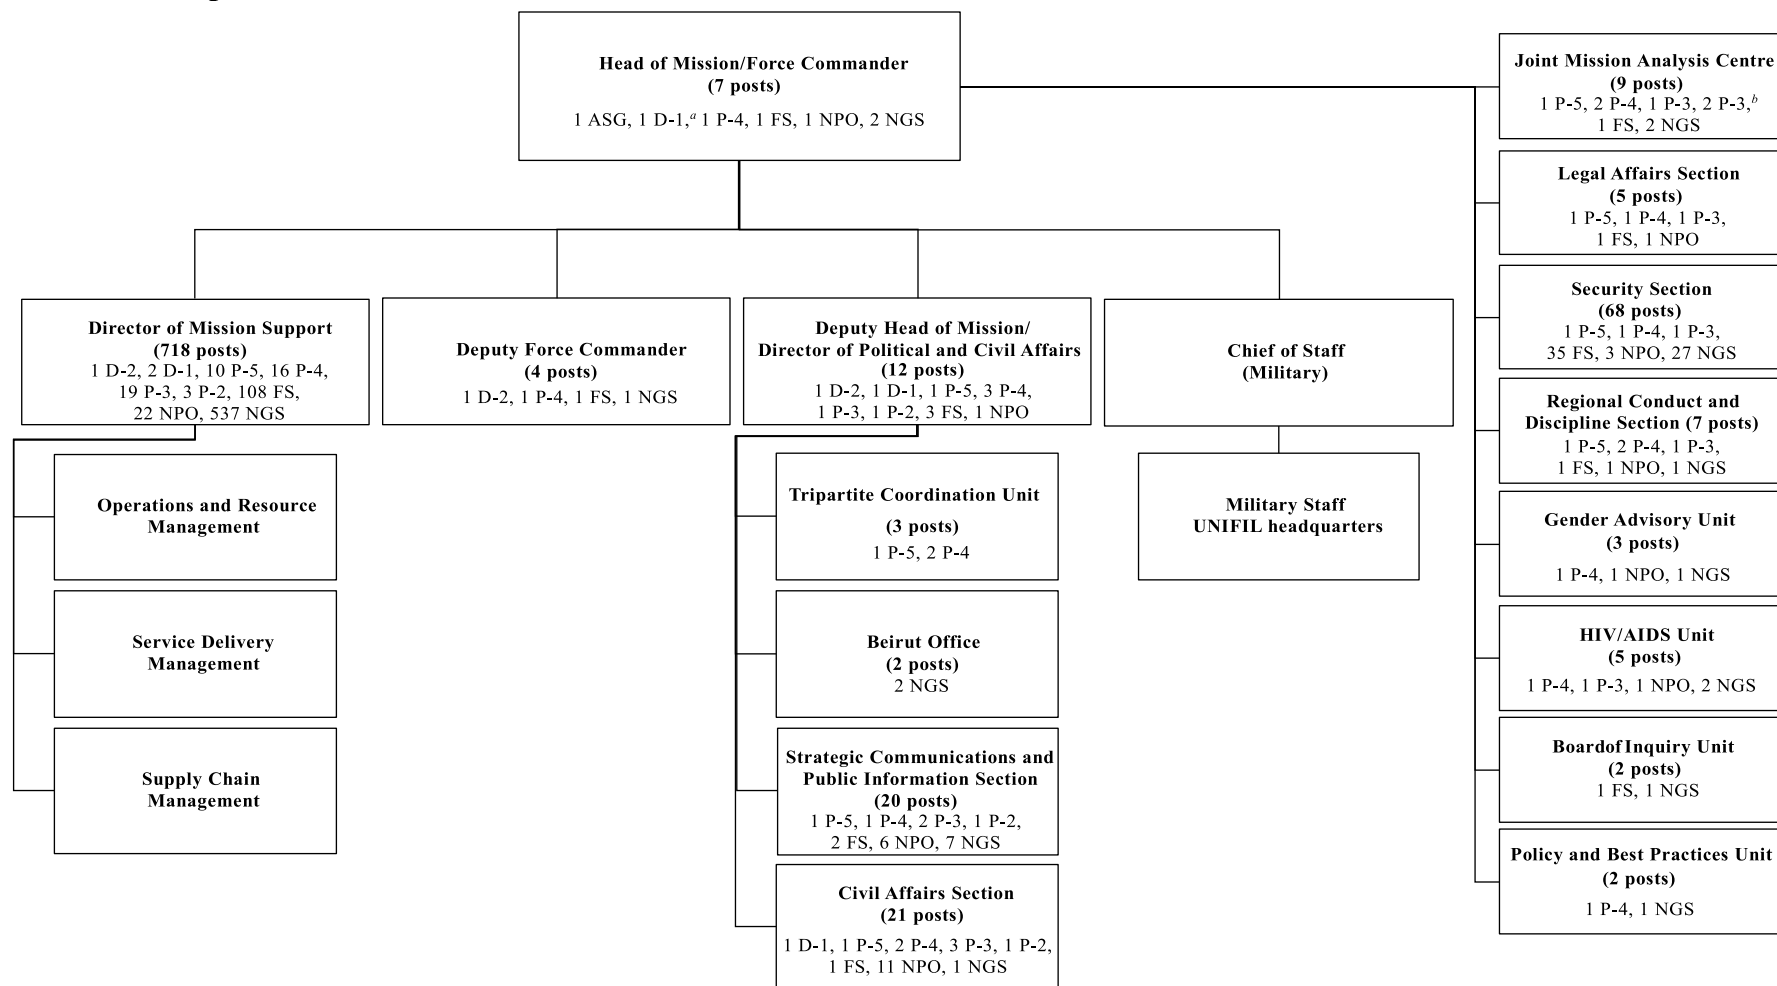 Head of Mission/Force Commander
(7 posts)
1 ASG, 1 D-1,ᵃ 1 P-4, 1 FS, 1 NPO, 2 NGS
Director of Mission Support
(718 posts)
1 D-2, 2 D-1, 10 P-5, 16 P-4,
19 P-3, 3 P-2, 108 FS,
22 NPO, 537 NGS
Operations and Resource
Management
Service Delivery
Management
Supply Chain
Management
Deputy Force Commander
(4 posts)
1 D-2, 1 P-4, 1 FS, 1 NGS
Deputy Head of Mission/
Director of Political and Civil Affairs
(12 posts)
1 D-2, 1 D-1, 1 P-5, 3 P-4,
1 P-3, 1 P-2, 3 FS, 1 NPO
Tripartite Coordination Unit
(3 posts)
1 P-5, 2 P-4
Beirut Office
(2 posts)
2 NGS
Strategic Communications and
Public Information Section
(20 posts)
1 P-5, 1 P-4, 2 P-3, 1 P-2,
2 FS, 6 NPO, 7 NGS
Civil Affairs Section
(21 posts)
1 D-1, 1 P-5, 2 P-4, 3 P-3, 1 P-2,
1 FS, 11 NPO, 1 NGS
Chief of Staff
(Military)
Military Staff
UNIFIL headquarters
Joint Mission Analysis Centre
(9 posts)
1 P-5, 2 P-4, 1 P-3, 2 P-3,ᵇ
1 FS, 2 NGS
Legal Affairs Section
(5 posts)
1 P-5, 1 P-4, 1 P-3,
1 FS, 1 NPO
Security Section
(68 posts)
1 P-5, 1 P-4, 1 P-3,
35 FS, 3 NPO, 27 NGS
Regional Conduct and
Discipline Section (7 posts)
1 P-5, 2 P-4, 1 P-3,
1 FS, 1 NPO, 1 NGS
Gender Advisory Unit
(3 posts)
1 P-4, 1 NPO, 1 NGS
HIV/AIDS Unit
(5 posts)
1 P-4, 1 P-3, 1 NPO, 2 NGS
Board of Inquiry Unit
(2 posts)
1 FS, 1 NGS
Policy and Best Practices Unit
(2 posts)
1 P-4, 1 NGS